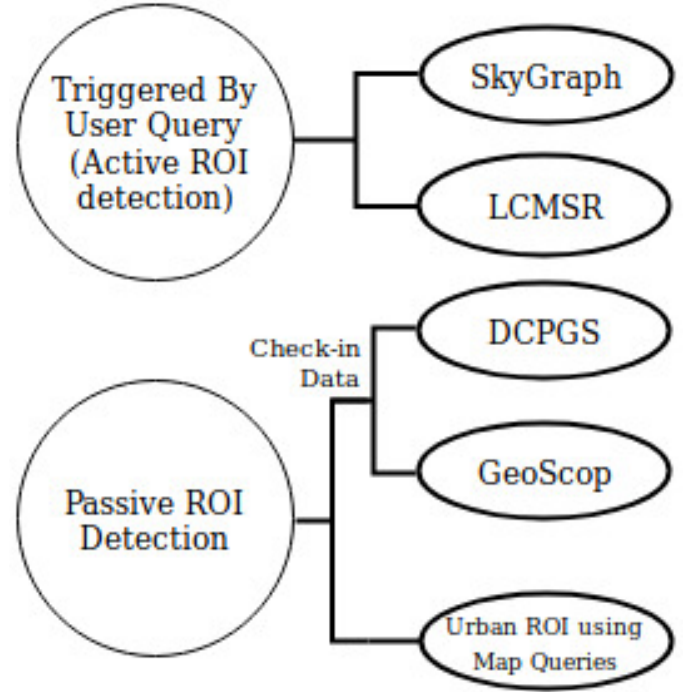 Triggered By
User Query
(Active ROI
detection)
SkyGraph
LCMSR
Check-in
Data
DCPGS
GeoScop
Passive ROI
Detection
Urban ROI using
Map Queries